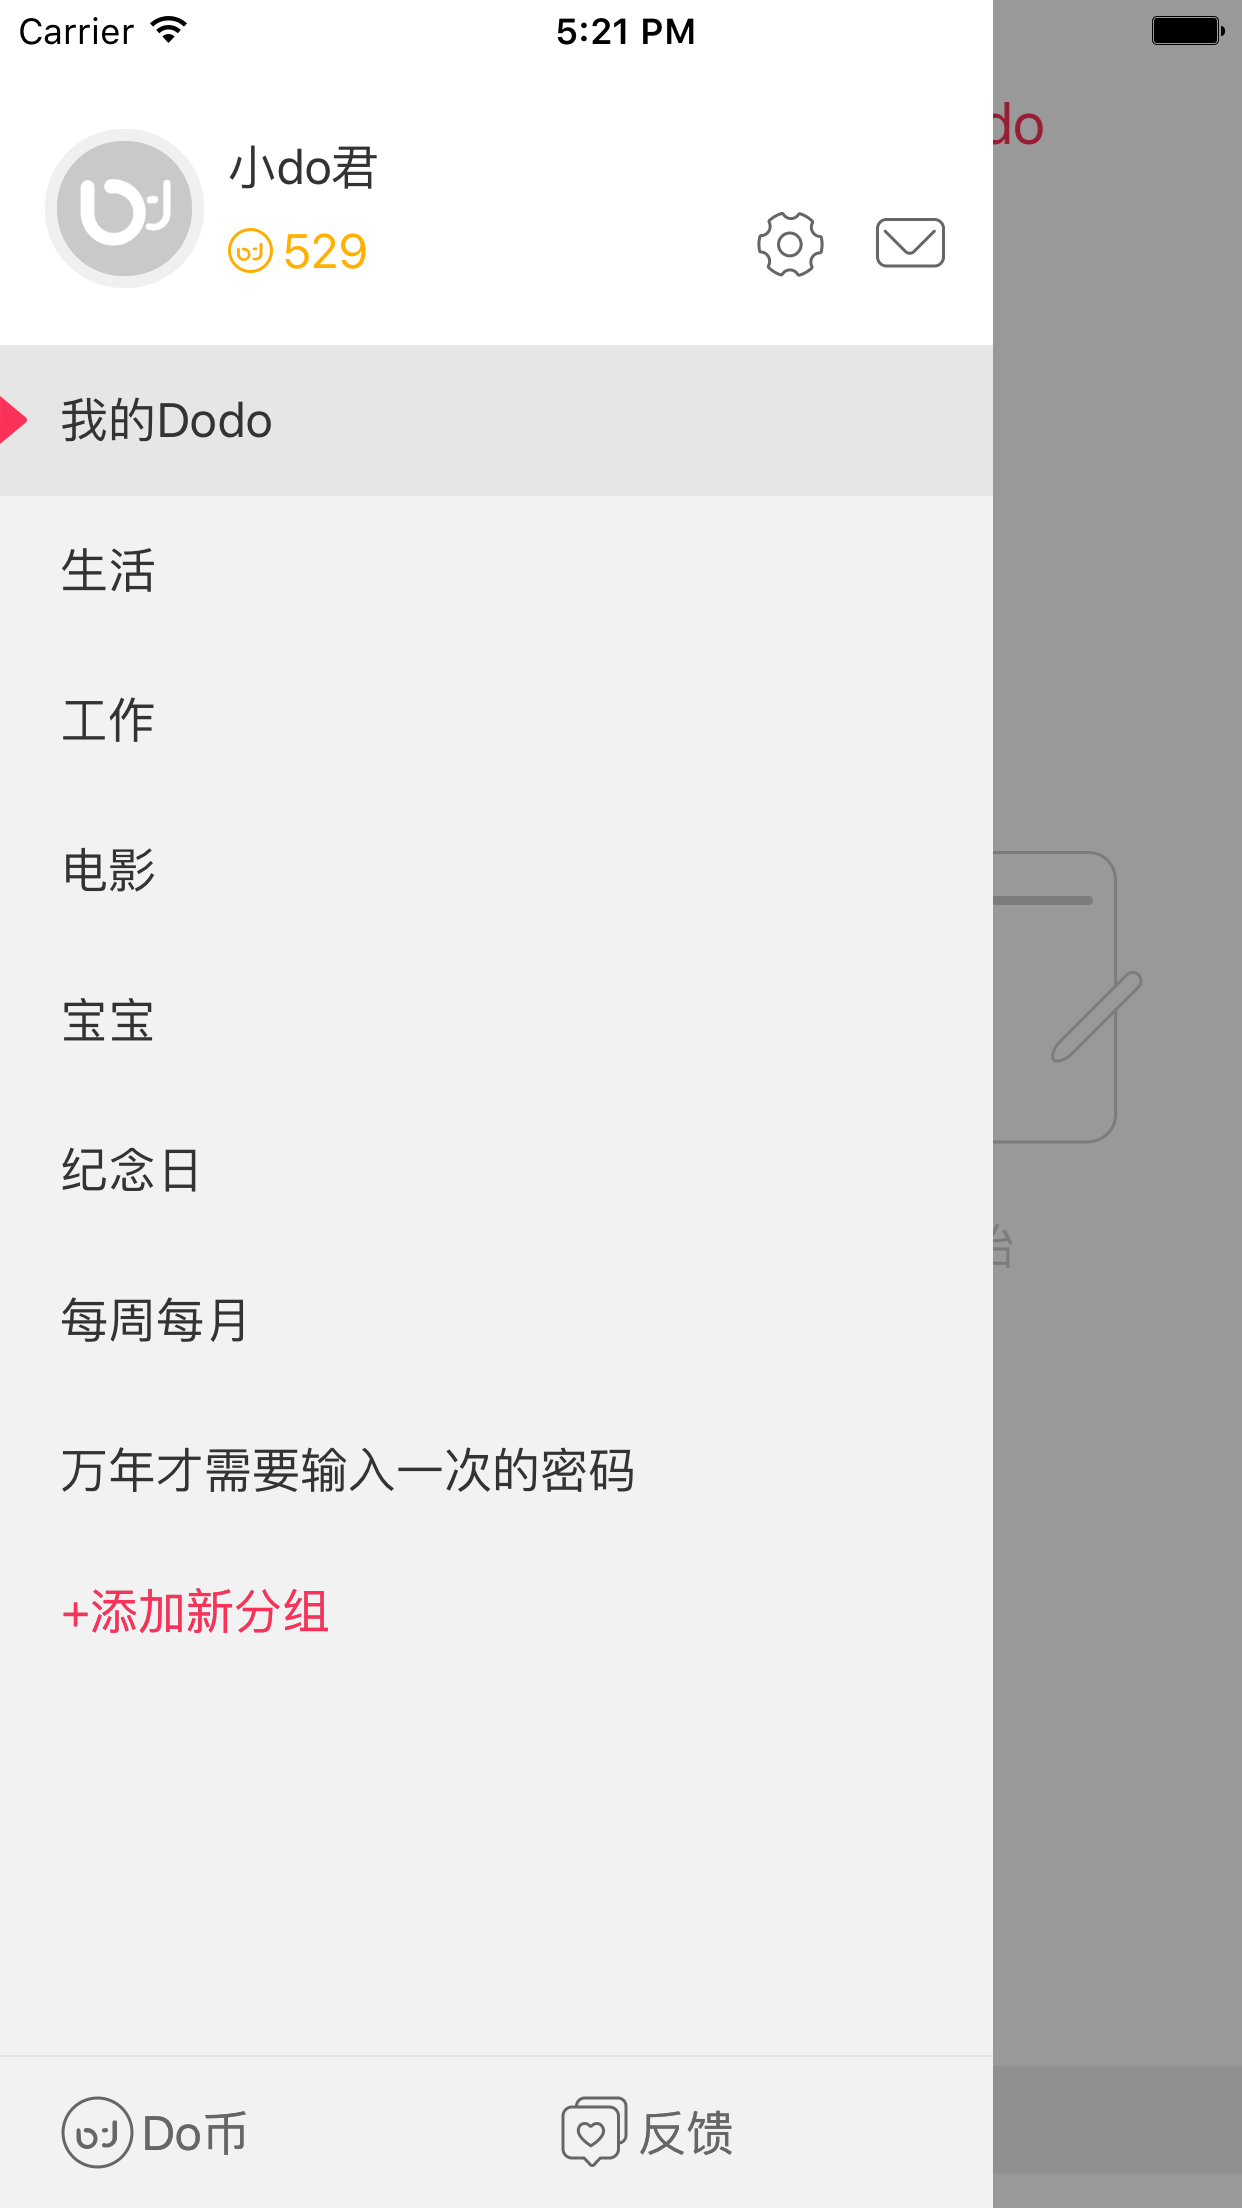 Carrier 5:21 PM
do
小do君
529
我的Dodo
生活
工作
电影
宝宝
纪念日
每周每月
万年才需要输入一次的密码
+添加新分组
Do币 反馈